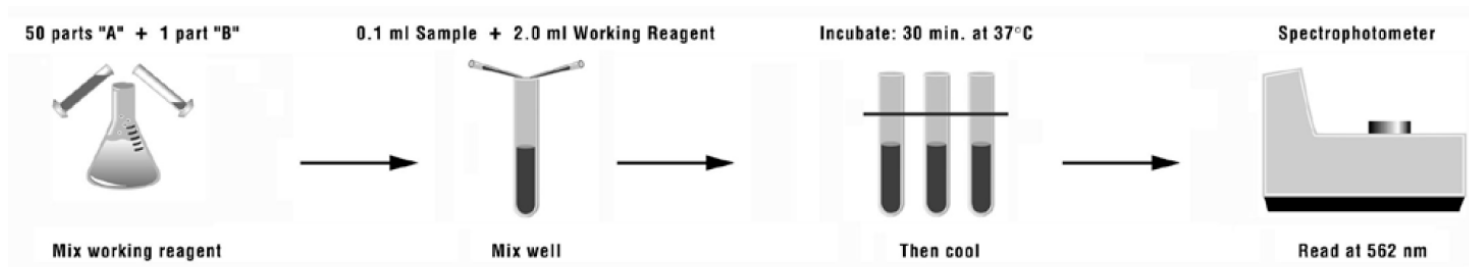 50 parts "A" + 1 part "B"
0.1 ml Sample + 2.0 ml Working Reagent
Incubate: 30 min. at 37°C
Spectrophotometer
Mix working reagent
Mix well
Then cool
Read at 562 nm